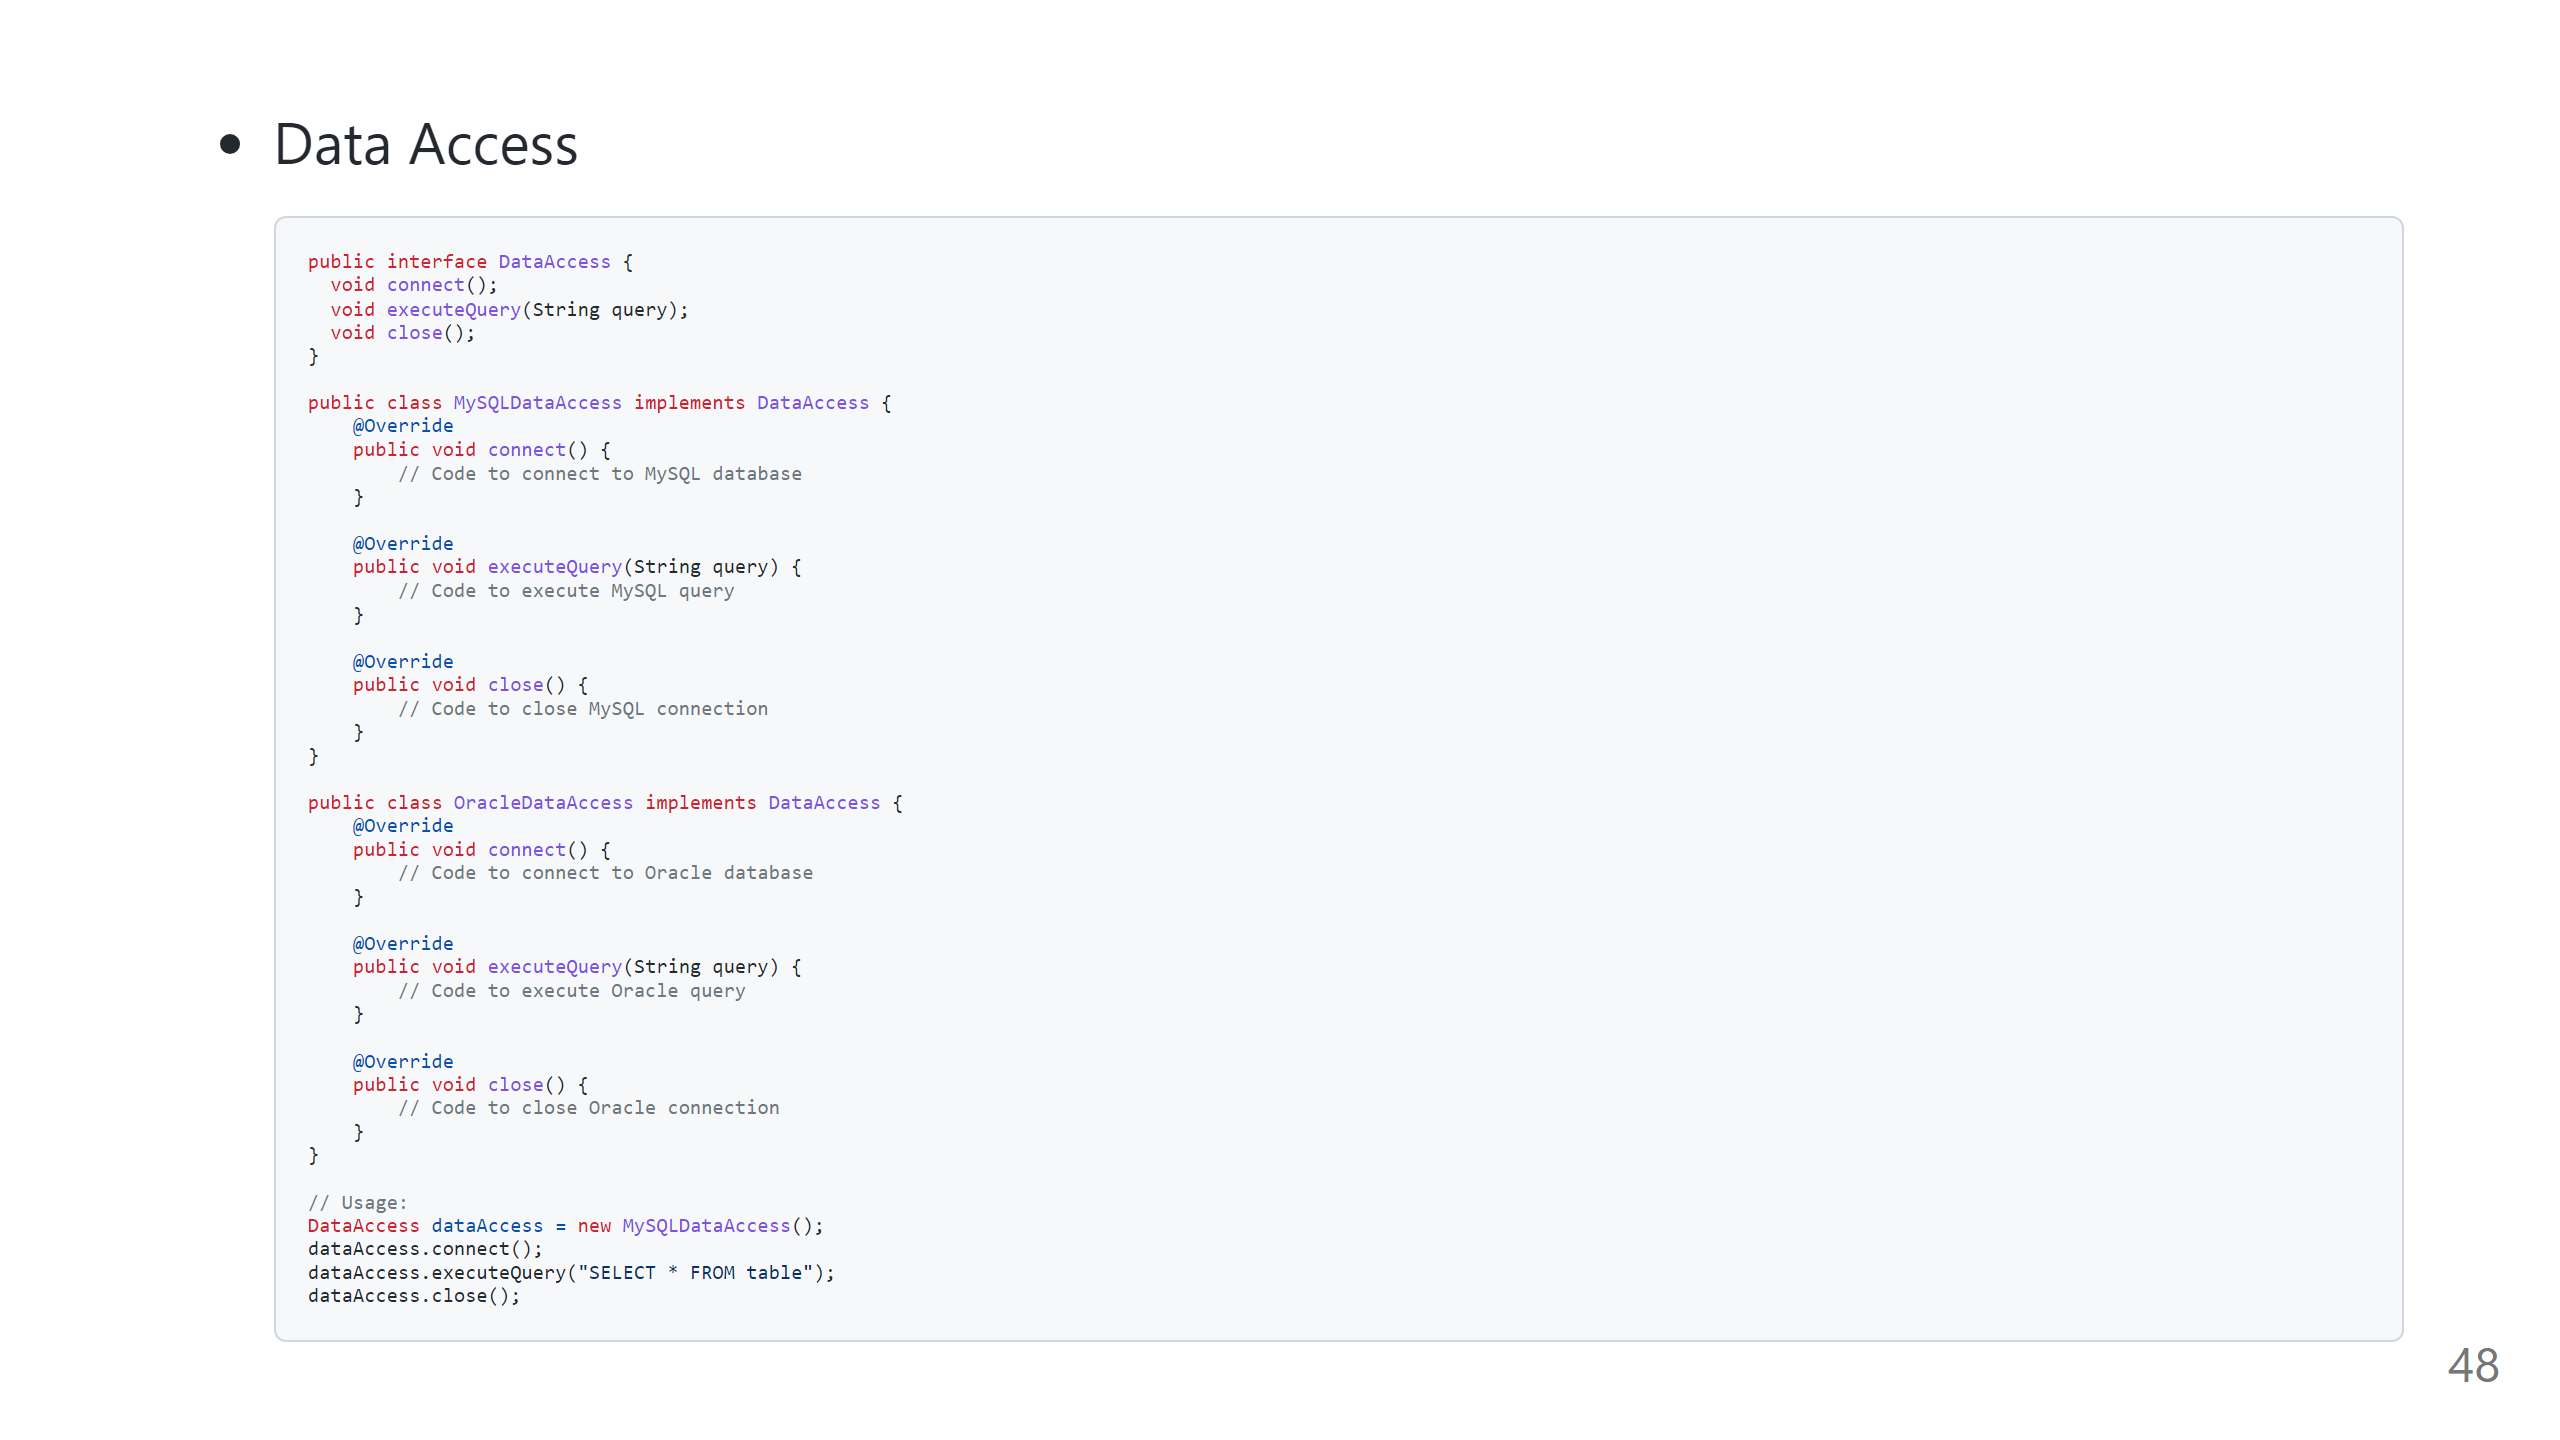 • Data Access
public interface DataAccess {
  void connect();
  void executeQuery(String query);
  void close();
}

public class MySQLDataAccess implements DataAccess {
    @Override
    public void connect() {
        // Code to connect to MySQL database
    }

    @Override
    public void executeQuery(String query) {
        // Code to execute MySQL query
    }

    @Override
    public void close() {
        // Code to close MySQL connection
    }
}

public class OracleDataAccess implements DataAccess {
    @Override
    public void connect() {
        // Code to connect to Oracle database
    }

    @Override
    public void executeQuery(String query) {
        // Code to execute Oracle query
    }

    @Override
    public void close() {
        // Code to close Oracle connection
    }
}

// Usage:
DataAccess dataAccess = new MySQLDataAccess();
dataAccess.connect();
dataAccess.executeQuery("SELECT * FROM table");
dataAccess.close();
48